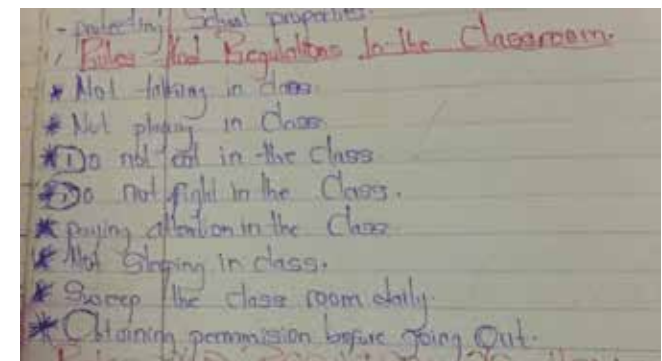 - protecting School properties.
Rules And Regulations In the Classroom.
* Not talking in class
* Not playing in Class
* Do not eat in the class
* Do not fight in the Class.
* paying attention in the Class
* Not Sleeping in class.
* Sweep the class room daily.
* Obtaining permmision before going Out.